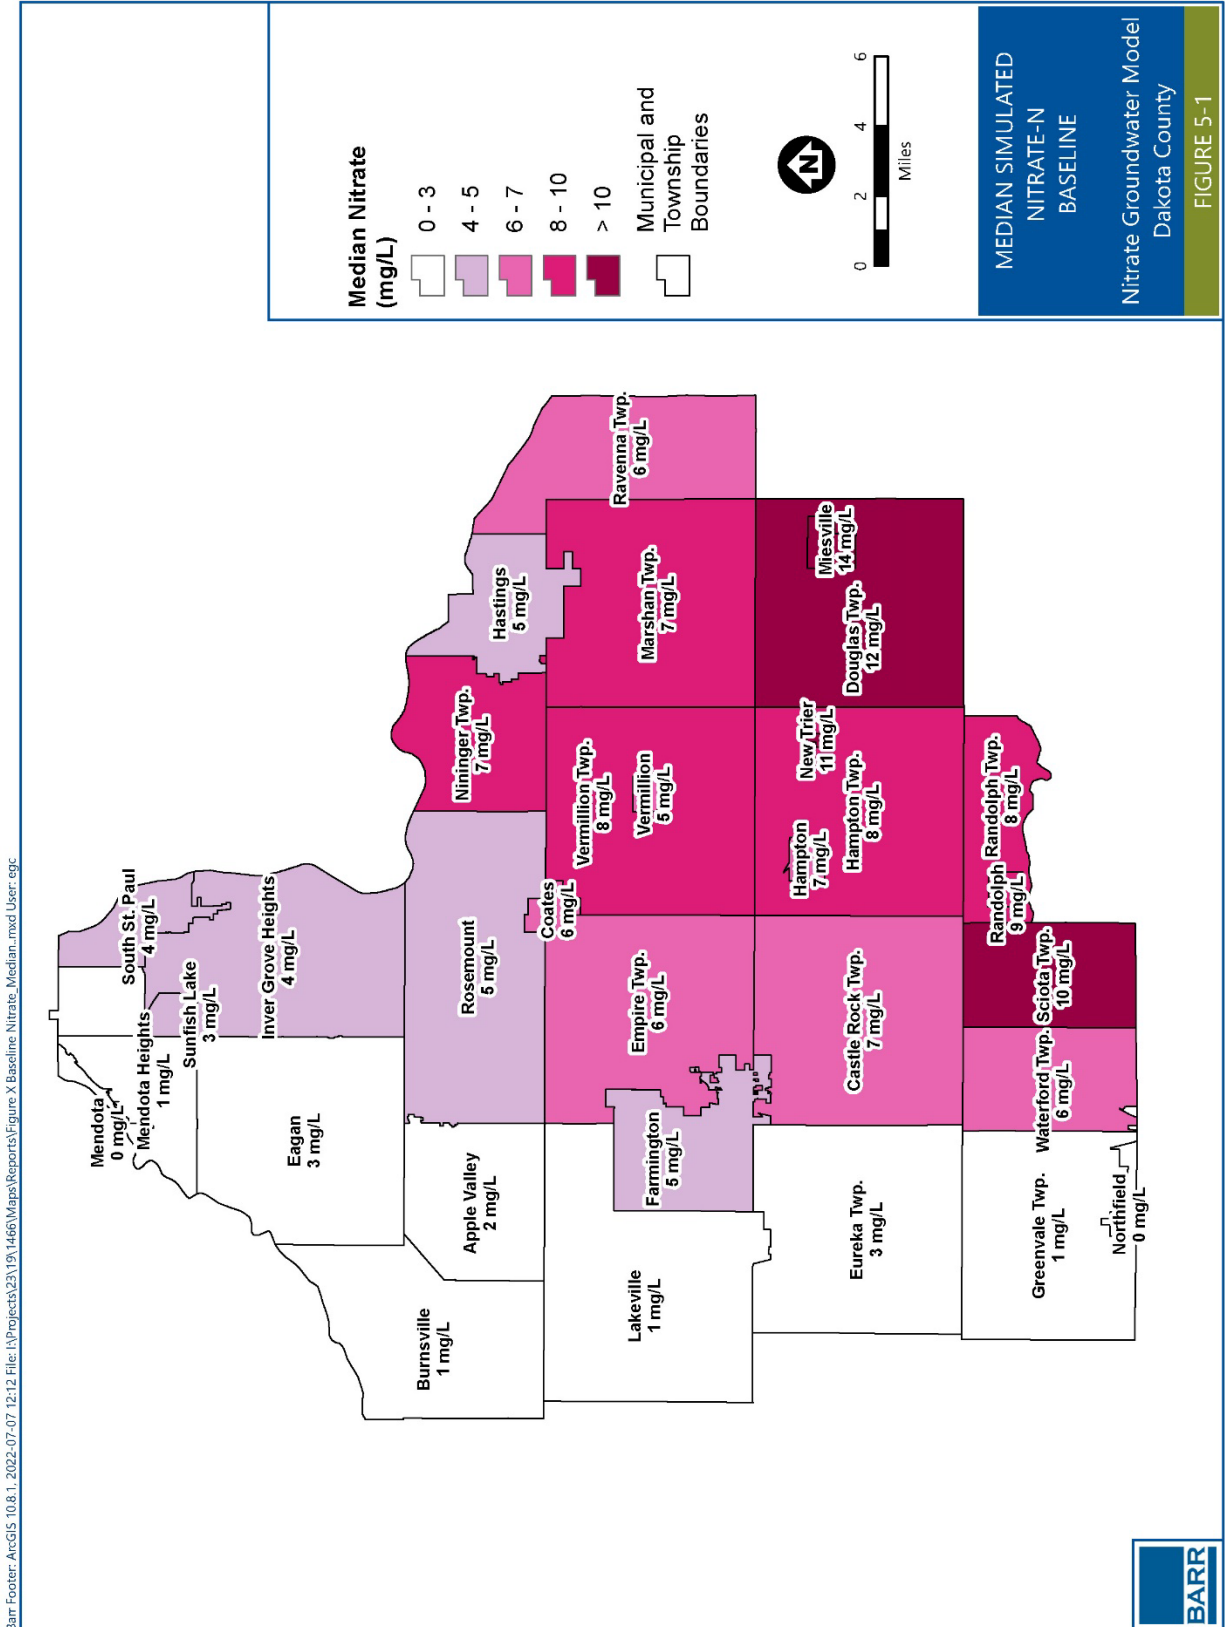 Barr Footer: ArcGIS 10.8.1, 2022-07-07 12:12 File: I:\Projects\23\19\1466\Maps\Reports\Figure X Baseline Nitrate_Median.mxd User: egc
Mendota
0 mg/L
Mendota Heights
1 mg/L
South St. Paul
4 mg/L
Sunfish Lake
3 mg/L
Inver Grove Heights
4 mg/L
Eagan
3 mg/L
Burnsville
1 mg/L
Apple Valley
2 mg/L
Rosemount
5 mg/L
Nininger Twp.
7 mg/L
Hastings
5 mg/L
Lakeville
1 mg/L
Farmington
5 mg/L
Empire Twp.
6 mg/L
Coates
6 mg/L
Vermillion Twp.
8 mg/L
Vermillion
5 mg/L
Marshan Twp.
7 mg/L
Ravenna Twp.
6 mg/L
Eureka Twp.
3 mg/L
Castle Rock Twp.
7 mg/L
Hampton
7 mg/L
Hampton Twp.
8 mg/L
New Trier
11 mg/L
Douglas Twp.
12 mg/L
Miesville
14 mg/L
Greenvale Twp.
1 mg/L
Northfield
0 mg/L
Waterford Twp.
6 mg/L
Sciota Twp.
10 mg/L
Randolph
9 mg/L
Randolph Twp.
8 mg/L
Median Nitrate
(mg/L)
0 - 3
4 - 5
6 - 7
8 - 10
> 10
Municipal and
Township
Boundaries
N
0 2 4 6
Miles
MEDIAN SIMULATED
NITRATE-N
BASELINE
Nitrate Groundwater Model
Dakota County
FIGURE 5-1
BARR